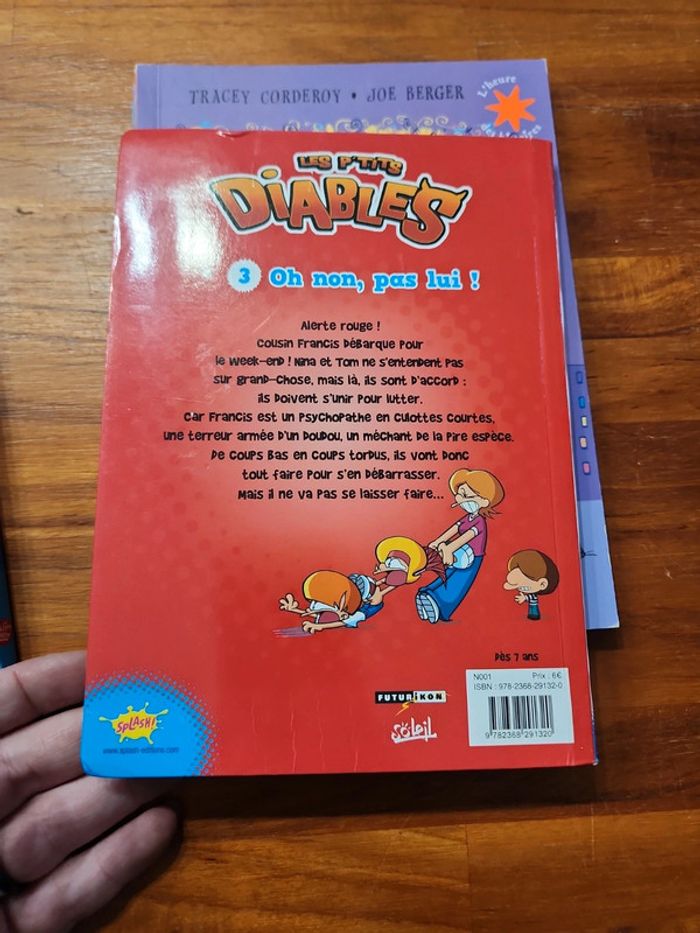 TRACEY CORDEROY • JOE BERGER
L'heure
LES P'TITS
DIABLES
3 Oh non, pas lui !
Alerte rouge !
Cousin Francis débarque pour
le week-end ! Nina et Tom ne s'entendent pas
sur grand-chose, mais là, ils sont d'accord :
ils doivent s'unir pour lutter.
Car Francis est un psychopathe en culottes courtes,
une terreur armée d'un doudou, un méchant de la pire espèce.
De coups bas en coups tordus, ils vont donc
tout faire pour s'en débarrasser.
Mais il ne va pas se laisser faire...
Dès 7 ans
N001 Prix : 6€
ISBN : 978-2368-29132-0
9 782368 291320
FUTURIKON
SOLEIL
SPLASH!
www.splash-editions.com